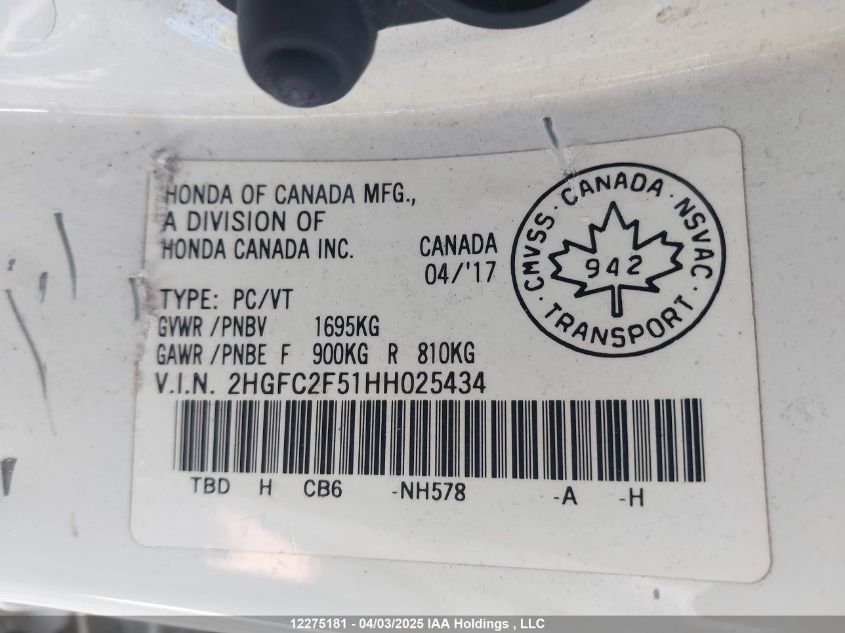 HONDA OF CANADA MFG.,
A DIVISION OF
HONDA CANADA INC.
CANADA
04/'17
TYPE: PC/VT
GVWR /PNBV 1695KG
GAWR /PNBE F 900KG R 810KG
V.I.N. 2HGFC2F51HH025434
TBD H CB6 -NH578 -A -H
CMVSS · CANADA · NSVAC · TRANSPORT ·
942
12275181 - 04/03/2025 IAA Holdings , LLC